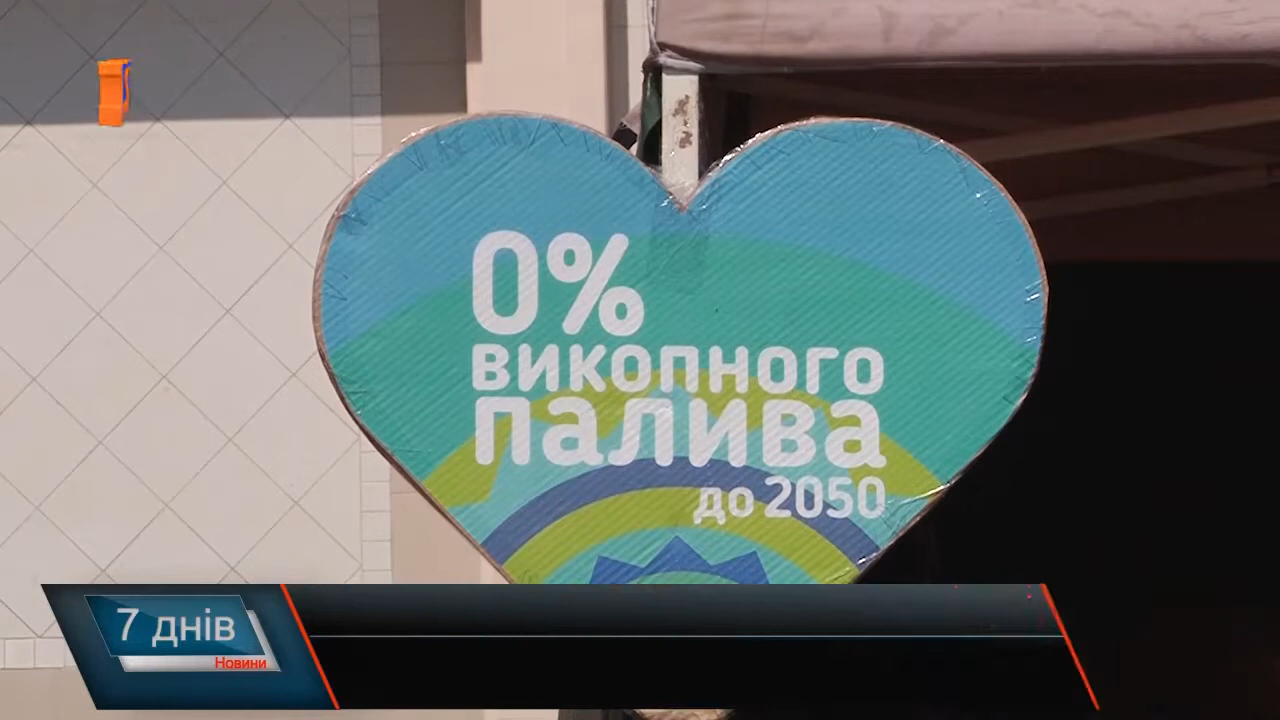 0%
викопного
палива
до 2050
7 днів
Новини